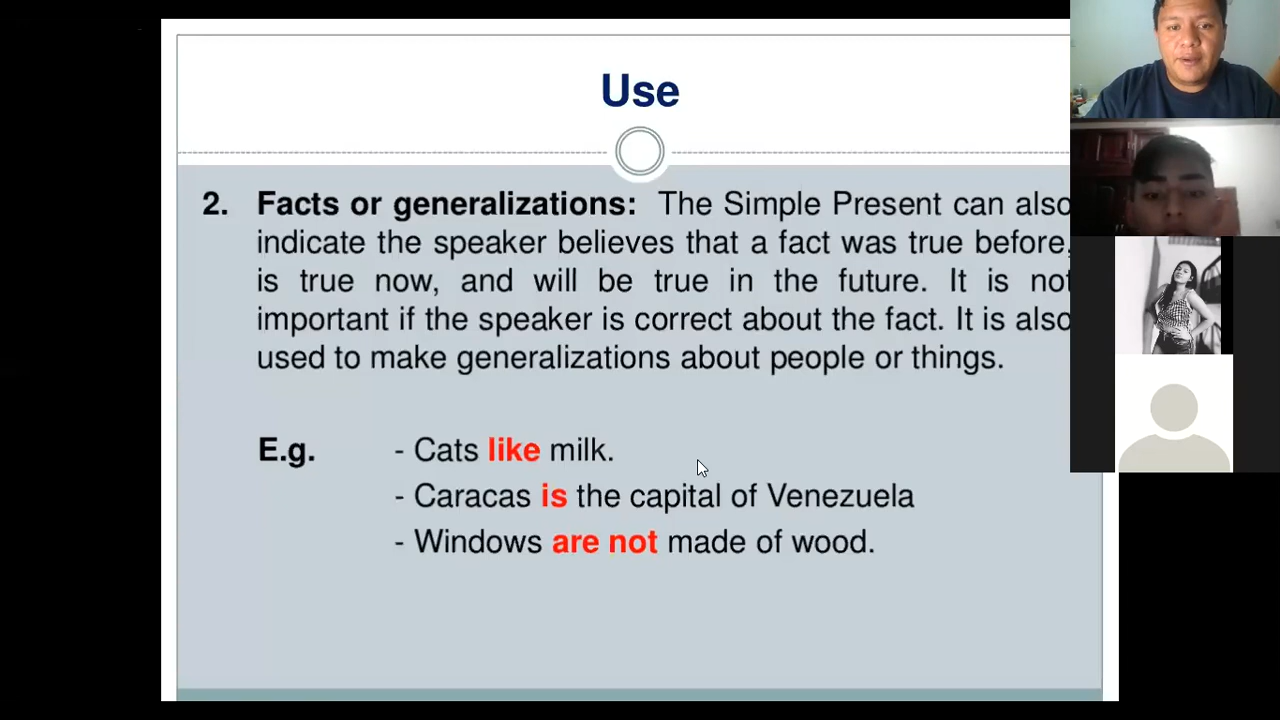 Use
2. Facts or generalizations: The Simple Present can also
indicate the speaker believes that a fact was true before,
is true now, and will be true in the future. It is not
important if the speaker is correct about the fact. It is also
used to make generalizations about people or things.
E.g. - Cats like milk.
- Caracas is the capital of Venezuela
- Windows are not made of wood.